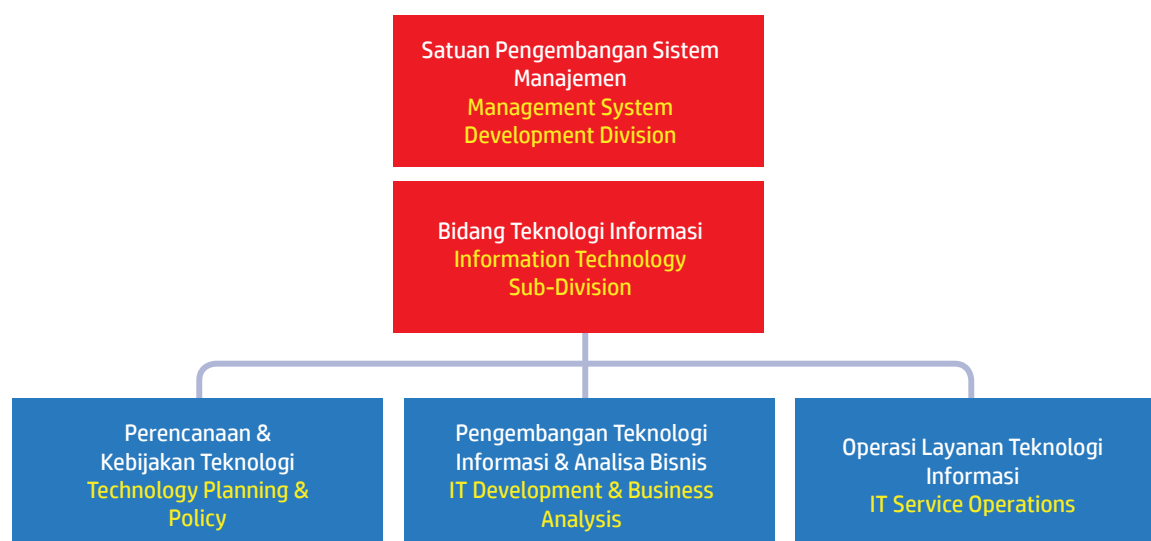 Satuan Pengembangan Sistem
Manajemen
Management System
Development Division
Bidang Teknologi Informasi
Information Technology
Sub-Division
Perencanaan &
Kebijakan Teknologi
Technology Planning &
Policy
Pengembangan Teknologi
Informasi & Analisa Bisnis
IT Development & Business
Analysis
Operasi Layanan Teknologi
Informasi
IT Service Operations